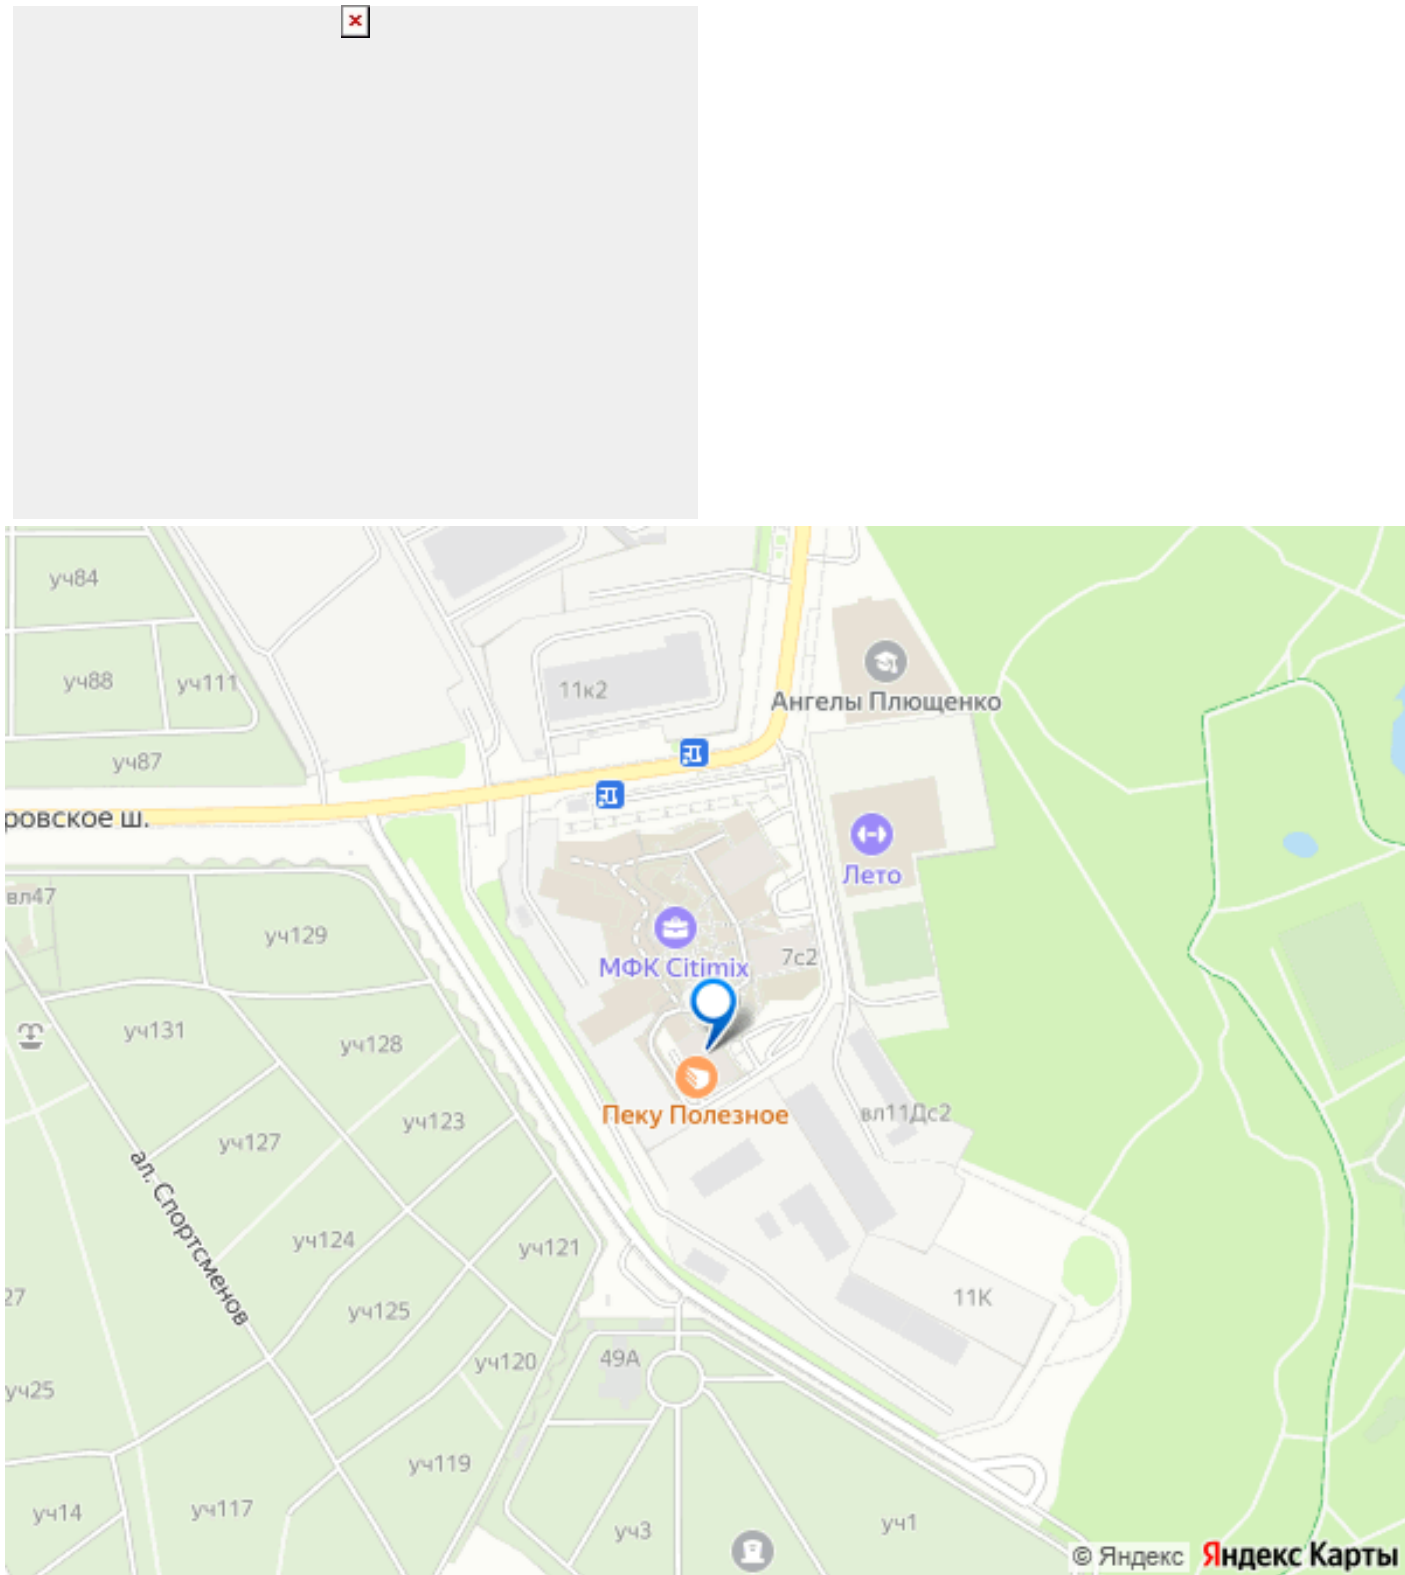 уч84
уч88
уч111
11к2
Ангелы Плющенко
уч87
ровское ш.
Лето
вл47
уч129
МФК Citimix
7с2
уч131
уч128
Пеку Полезное
вл11Дс2
уч123
уч127
ал. Спортсменов
уч124
уч121
27
уч125
11К
49А
уч120
уч25
уч119
уч14
уч117
уч3
уч1
© Яндекс Яндекс Карты